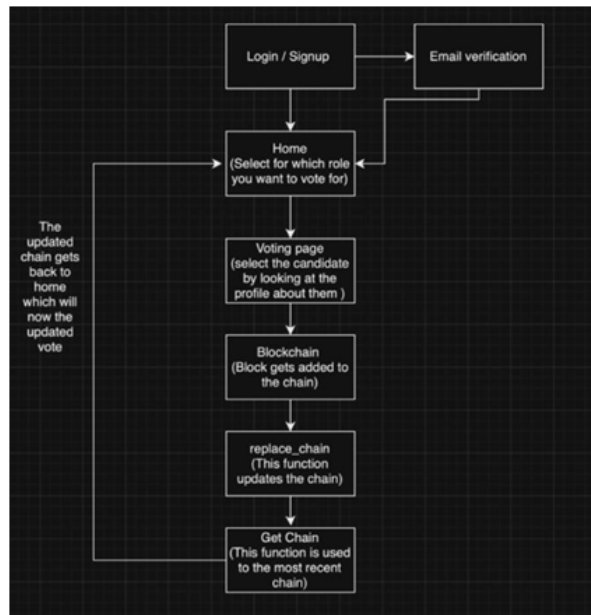 Login / Signup
Email verification
Home
(Select for which role
you want to vote for)
The
updated
chain gets
back to
home
which will
now the
updated
vote
Voting page
(select the candidate
by looking at the
profile about them )
Blockchain
(Block gets added to
the chain)
replace_chain
(This function
updates the chain)
Get Chain
(This function is used
to the most recent
chain)